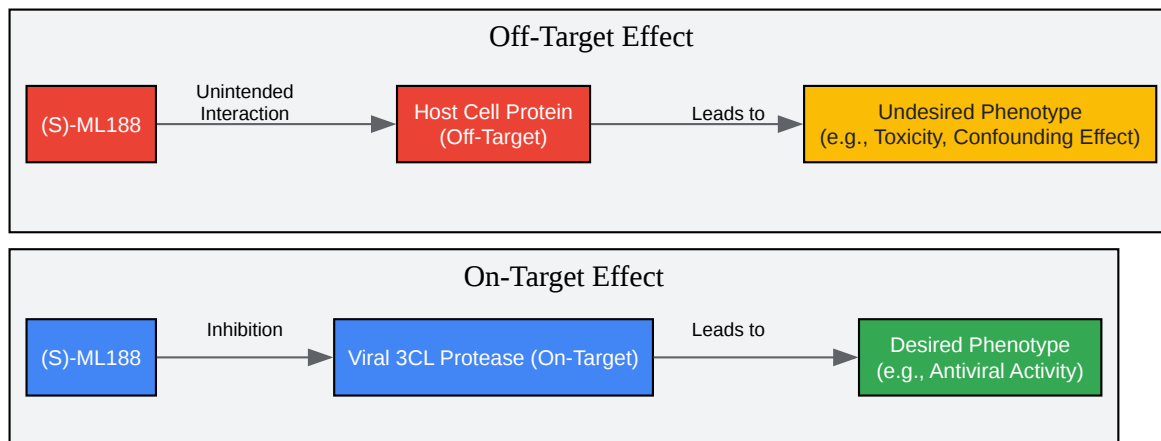 Off-Target Effect
(S)-ML188
Unintended
Interaction
Host Cell Protein
(Off-Target)
Leads to
Undesired Phenotype
(e.g., Toxicity, Confounding Effect)
On-Target Effect
(S)-ML188
Inhibition
Viral 3CL Protease (On-Target)
Leads to
Desired Phenotype
(e.g., Antiviral Activity)